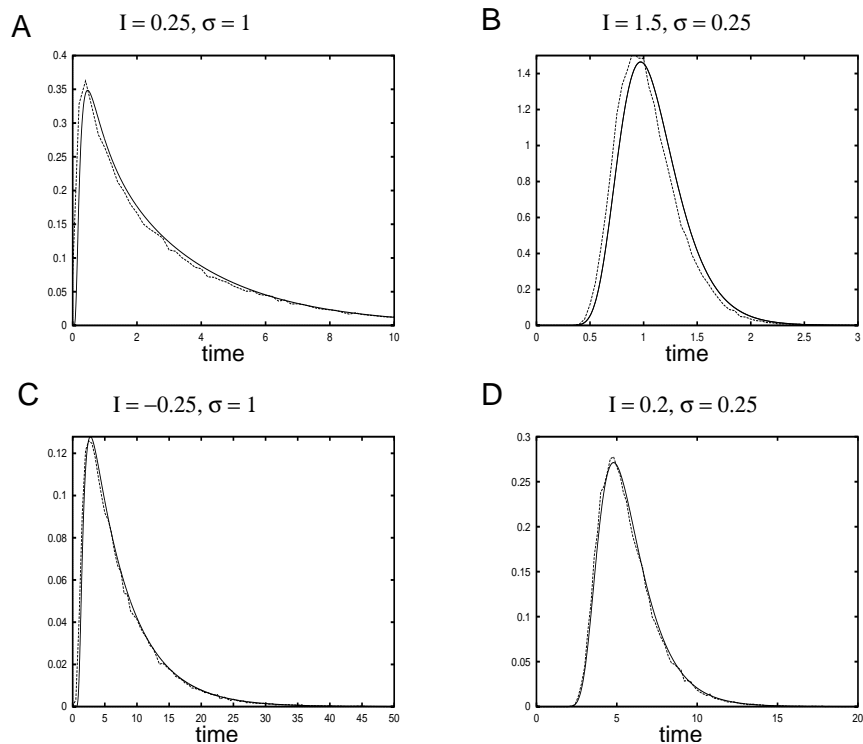 A
I = 0.25, σ = 1
0.4
0.35
0.3
0.25
0.2
0.15
0.1
0.05
0
0 2 4 6 8 10
time
B
I = 1.5, σ = 0.25
1.4
1.2
1
0.8
0.6
0.4
0.2
0
0 0.5 1 1.5 2 2.5 3
time
C
I = −0.25, σ = 1
0.12
0.1
0.08
0.06
0.04
0.02
0
0 5 10 15 20 25 30 35 40 45 50
time
D
I = 0.2, σ = 0.25
0.3
0.25
0.2
0.15
0.1
0.05
0
0 5 10 15 20
time